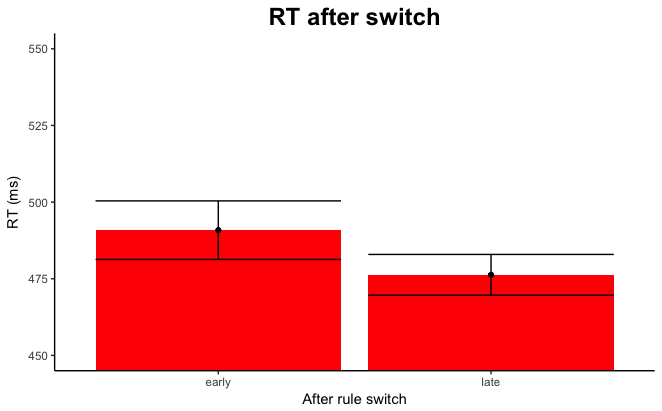 RT after switch
550
525
500
475
450
RT (ms)
early late
After rule switch